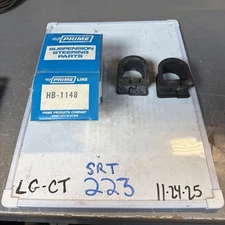 PRIME
SUSPENSION
STEERING
PARTS
PRIME LINE
HB-1148
PRIME PRODUCTS COMPANY
SRT
LG-CT 223 11-24-25